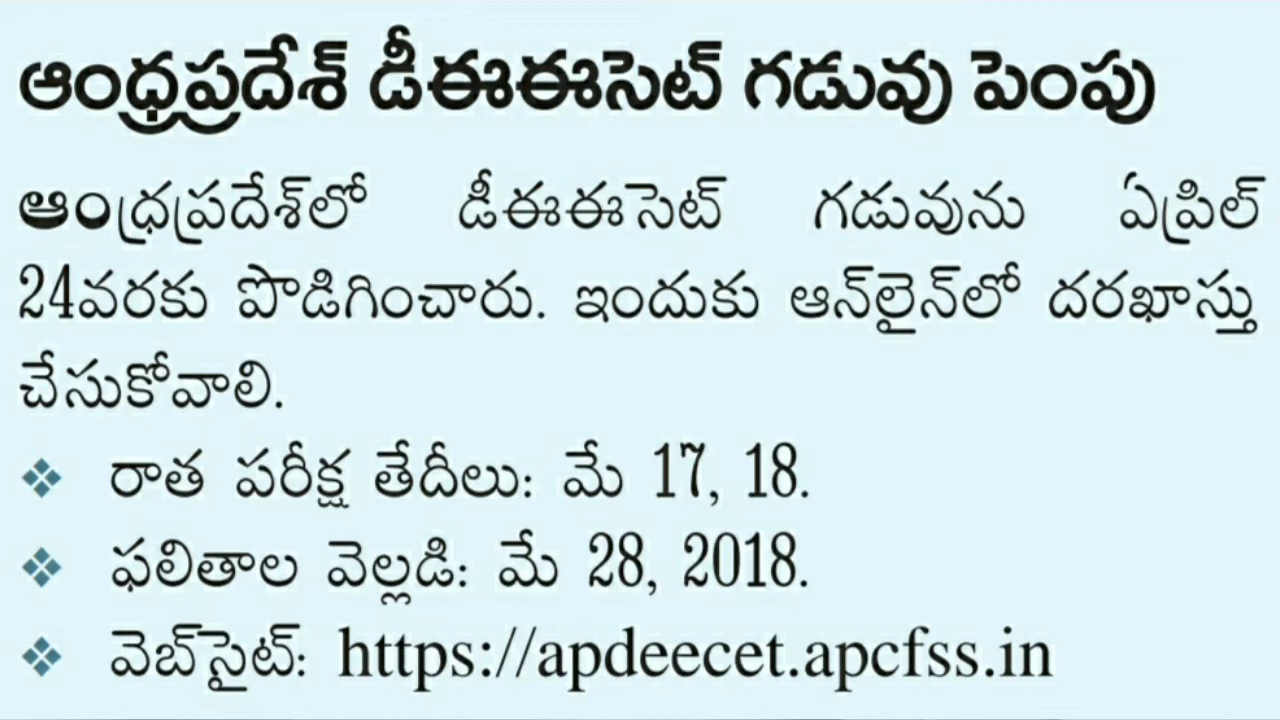 ఆంధ్రప్రదేశ్ డీఈఈసెట్ గడువు పెంపు
ఆంధ్రప్రదేశ్‌లో డీఈఈసెట్ గడువును ఏప్రిల్
24వరకు పొడిగించారు. ఇందుకు ఆన్‌లైన్‌లో దరఖాస్తు
చేసుకోవాలి.
❖ రాత పరీక్ష తేదీలు: మే 17, 18.
❖ ఫలితాల వెల్లడి: మే 28, 2018.
❖ వెబ్‌సైట్: https://apdeecet.apcfss.in